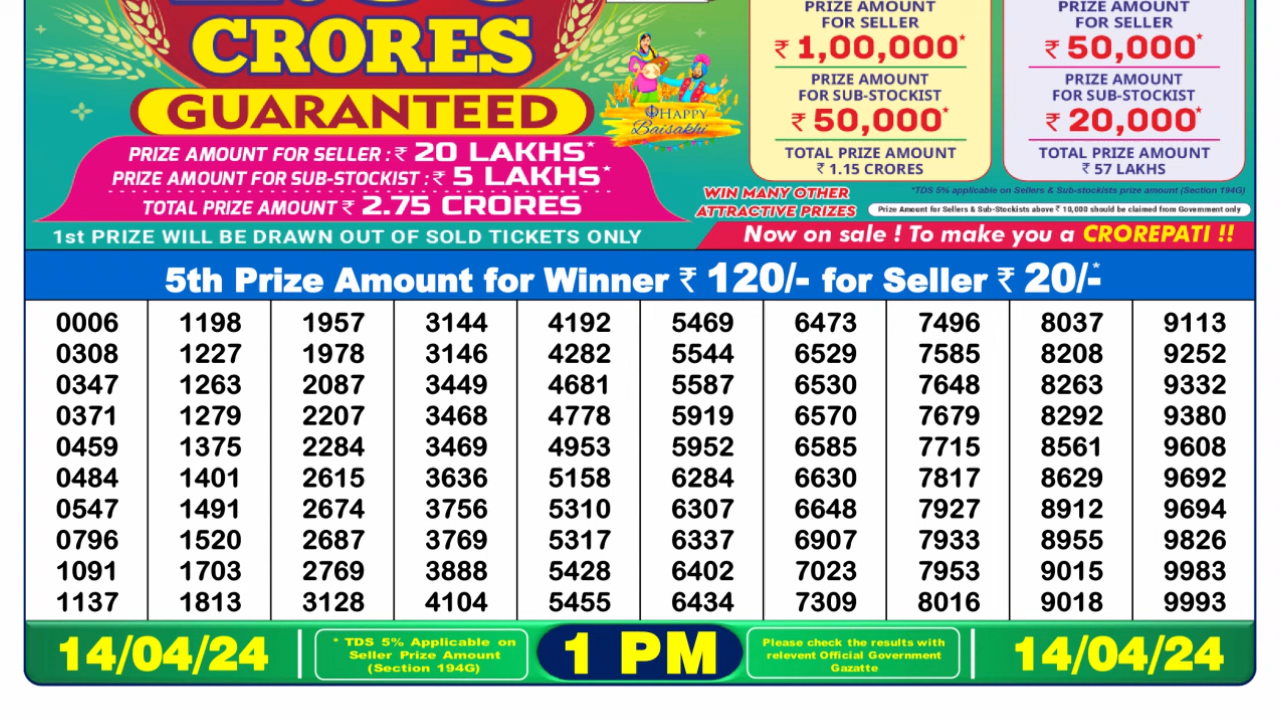 CRORES
GUARANTEED
PRIZE AMOUNT FOR SELLER : ₹ 20 LAKHS*
PRIZE AMOUNT FOR SUB-STOCKIST : ₹ 5 LAKHS*
TOTAL PRIZE AMOUNT ₹ 2.75 CRORES
1st PRIZE WILL BE DRAWN OUT OF SOLD TICKETS ONLY
HAPPY
Baisakhi
PRIZE AMOUNT
FOR SELLER
₹ 1,00,000*
PRIZE AMOUNT
FOR SUB-STOCKIST
₹ 50,000*
TOTAL PRIZE AMOUNT
₹ 1.15 CRORES
PRIZE AMOUNT
FOR SELLER
₹ 50,000*
PRIZE AMOUNT
FOR SUB-STOCKIST
₹ 20,000*
TOTAL PRIZE AMOUNT
₹ 57 LAKHS
WIN MANY OTHER
ATTRACTIVE PRIZES
*TDS 5% applicable on Sellers & Sub-stockists prize amount (Section 194G)
Prize Amount for Sellers & Sub-Stockists above ₹ 10,000 should be claimed from Government only
Now on sale ! To make you a CROREPATI !!
5th Prize Amount for Winner ₹ 120/- for Seller ₹ 20/-*
0006 1198 1957 3144 4192 5469 6473 7496 8037 9113
0308 1227 1978 3146 4282 5544 6529 7585 8208 9252
0347 1263 2087 3449 4681 5587 6530 7648 8263 9332
0371 1279 2207 3468 4778 5919 6570 7679 8292 9380
0459 1375 2284 3469 4953 5952 6585 7715 8561 9608
0484 1401 2615 3636 5158 6284 6630 7817 8629 9692
0547 1491 2674 3756 5310 6307 6648 7927 8912 9694
0796 1520 2687 3769 5317 6337 6907 7933 8955 9826
1091 1703 2769 3888 5428 6402 7023 7953 9015 9983
1137 1813 3128 4104 5455 6434 7309 8016 9018 9993
14/04/24
* TDS 5% Applicable on
Seller Prize Amount
(Section 194G)
1 PM
Please check the results with
relevent Official Government
Gazatte
14/04/24